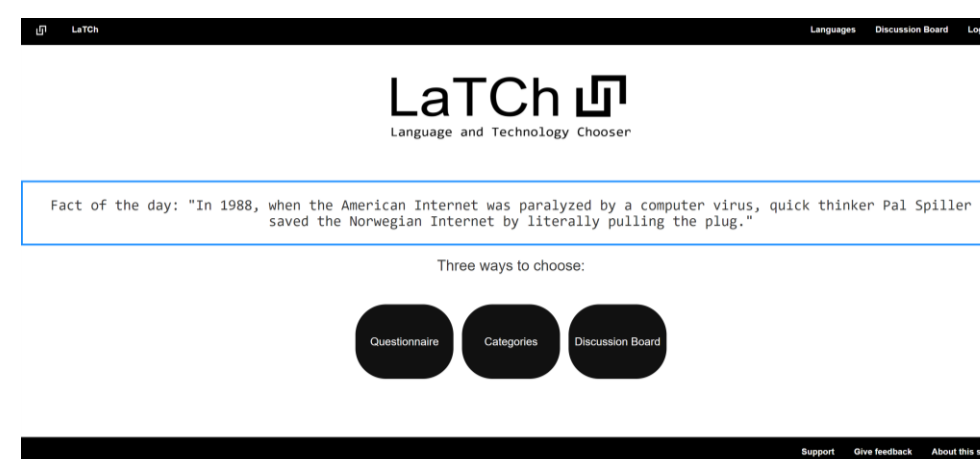 LaTCh Languages Discussion Board
LaTCh
Language and Technology Chooser
Fact of the day: "In 1988, when the American Internet was paralyzed by a computer virus, quick thinker Pal Spiller
saved the Norwegian Internet by literally pulling the plug."
Three ways to choose:
Questionnaire Categories Discussion Board
Support Give feedback About this